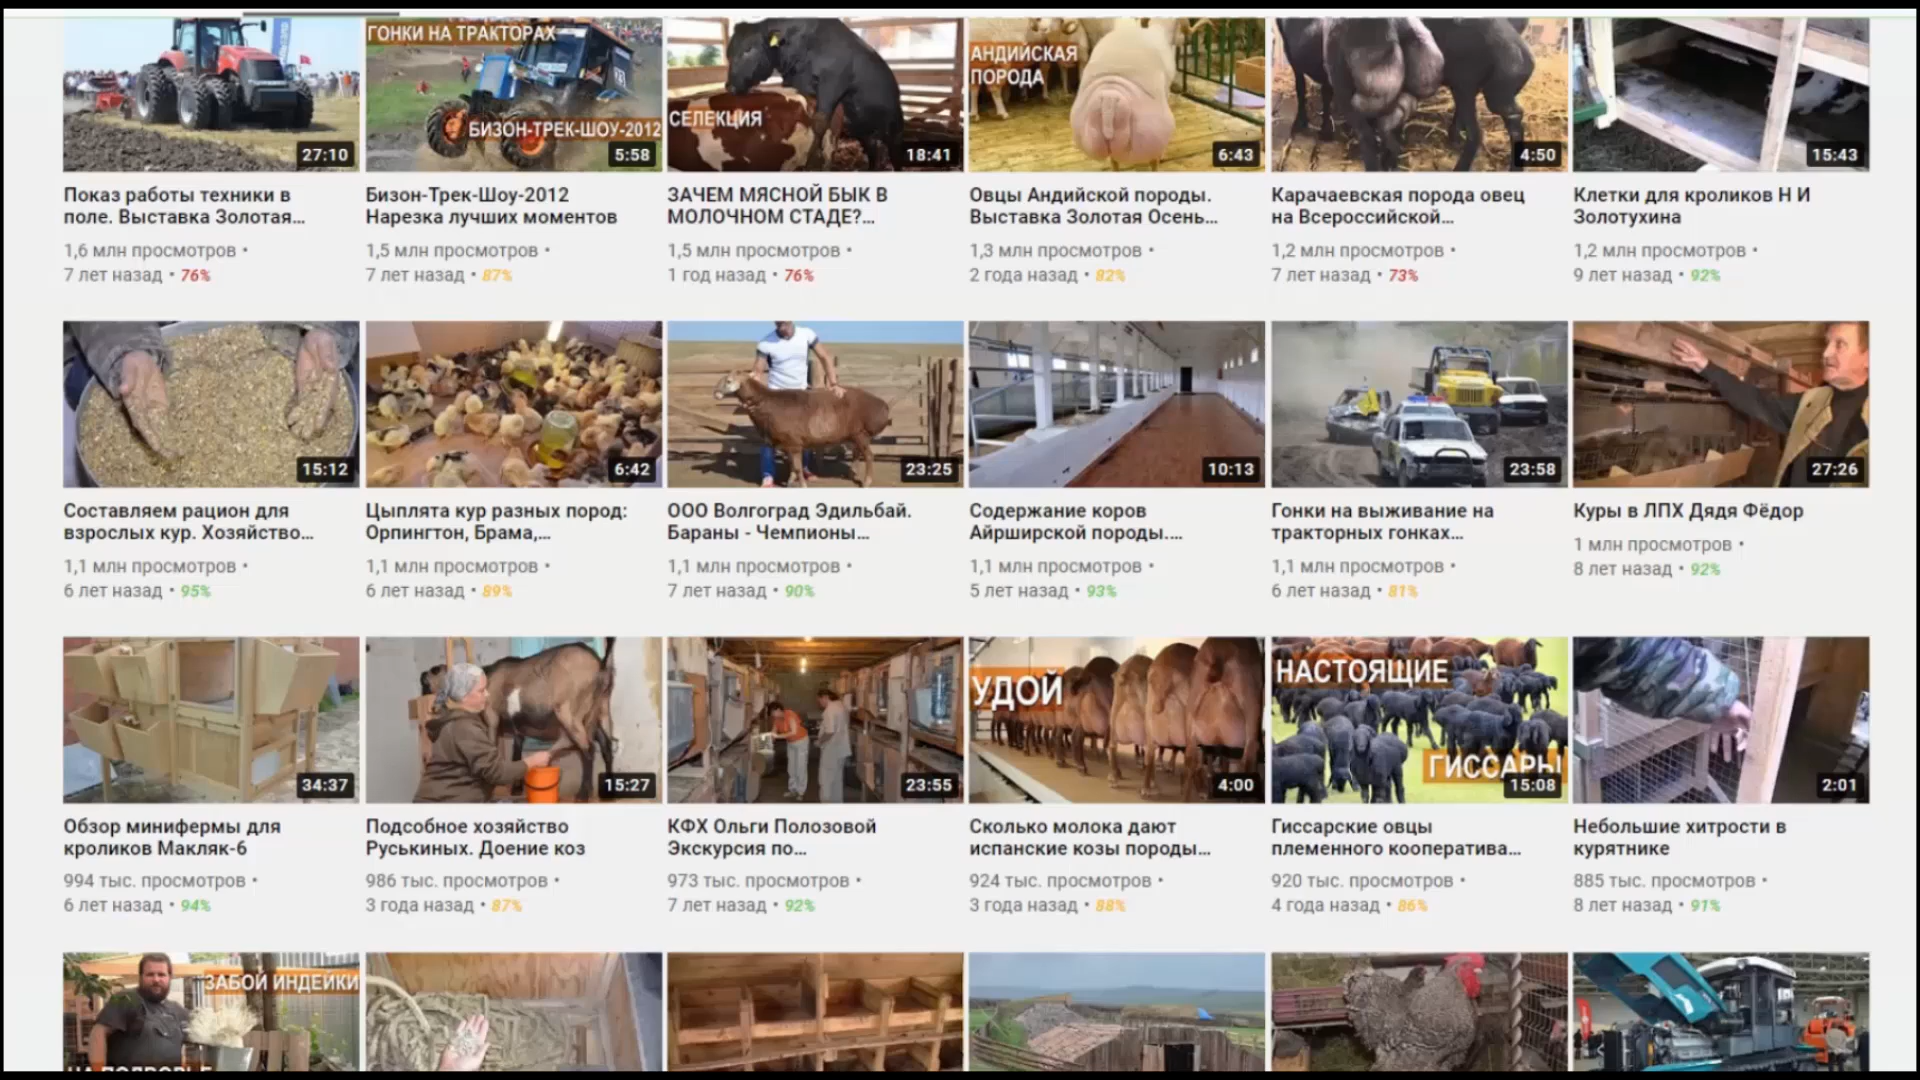 ГОНКИ НА ТРАКТОРАХ
БИЗОН-ТРЕК-ШОУ-2012
СЕЛЕКЦИЯ
АНДИЙСКАЯ
ПОРОДА
27:10
5:58
18:41
6:43
4:50
15:43
Показ работы техники в
поле. Выставка Золотая...
1,6 млн просмотров •
7 лет назад • 76%
Бизон-Трек-Шоу-2012
Нарезка лучших моментов
1,5 млн просмотров •
7 лет назад • 87%
ЗАЧЕМ МЯСНОЙ БЫК В
МОЛОЧНОМ СТАДЕ?...
1,5 млн просмотров •
1 год назад • 76%
Овцы Андийской породы.
Выставка Золотая Осень...
1,3 млн просмотров •
2 года назад • 82%
Карачаевская порода овец
на Всероссийской...
1,2 млн просмотров •
7 лет назад • 73%
Клетки для кроликов Н И
Золотухина
1,2 млн просмотров •
9 лет назад • 92%
15:12
6:42
23:25
10:13
23:58
27:26
Составляем рацион для
взрослых кур. Хозяйство...
1,1 млн просмотров •
6 лет назад • 95%
Цыплята кур разных пород:
Орпингтон, Брама,...
1,1 млн просмотров •
6 лет назад • 89%
ООО Волгоград Эдильбай.
Бараны - Чемпионы...
1,1 млн просмотров •
7 лет назад • 90%
Содержание коров
Айрширской породы....
1,1 млн просмотров •
5 лет назад • 93%
Гонки на выживание на
тракторных гонках...
1,1 млн просмотров •
6 лет назад • 81%
Куры в ЛПХ Дядя Фёдор
1 млн просмотров •
8 лет назад • 92%
УДОЙ
НАСТОЯЩИЕ
ГИССАРЫ
34:37
15:27
23:55
4:00
15:08
2:01
Обзор минифермы для
кроликов Макляк-6
994 тыс. просмотров •
6 лет назад • 94%
Подсобное хозяйство
Руськиных. Доение коз
986 тыс. просмотров •
3 года назад • 87%
КФХ Ольги Полозовой
Экскурсия по...
973 тыс. просмотров •
7 лет назад • 92%
Сколько молока дают
испанские козы породы...
924 тыс. просмотров •
3 года назад • 88%
Гиссарские овцы
племенного кооператива...
920 тыс. просмотров •
4 года назад • 86%
Небольшие хитрости в
курятнике
885 тыс. просмотров •
8 лет назад • 91%
ЗАБОЙ ИНДЕЙКИ
НА ПОДВОРЬЕ